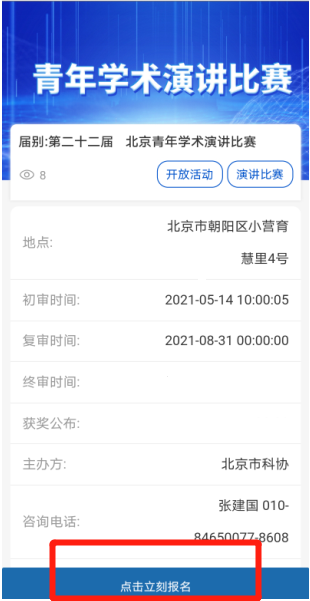 青年学术演讲比赛
届别:第二十二届 北京青年学术演讲比赛
8 开放活动 演讲比赛
地点: 北京市朝阳区小营育
慧里4号
初审时间: 2021-05-14 10:00:05
复审时间: 2021-08-31 00:00:00
终审时间:
获奖公布:
主办方: 北京市科协
咨询电话: 张建国 010-
84650077-8608
点击立刻报名